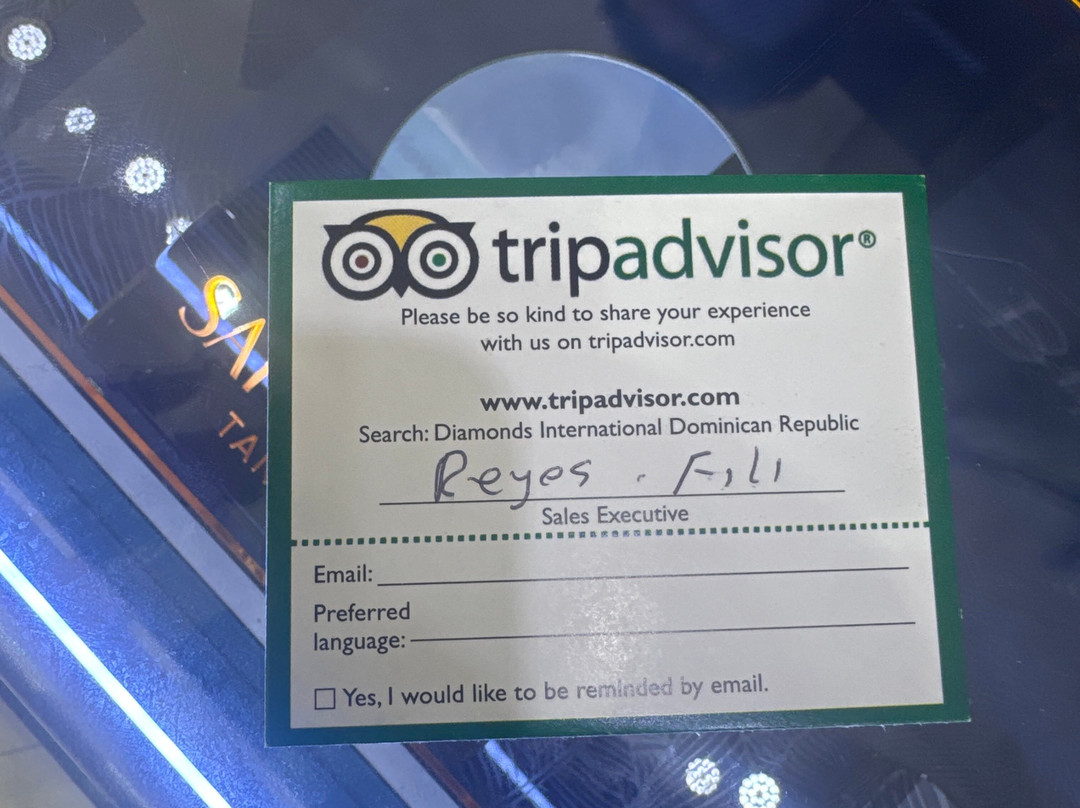 tripadvisor®
Please be so kind to share your experience
with us on tripadvisor.com
www.tripadvisor.com
Search: Diamonds International Dominican Republic
Reyes . Fili
Sales Executive
Email:
Preferred
language:
Yes, I would like to be reminded by email.